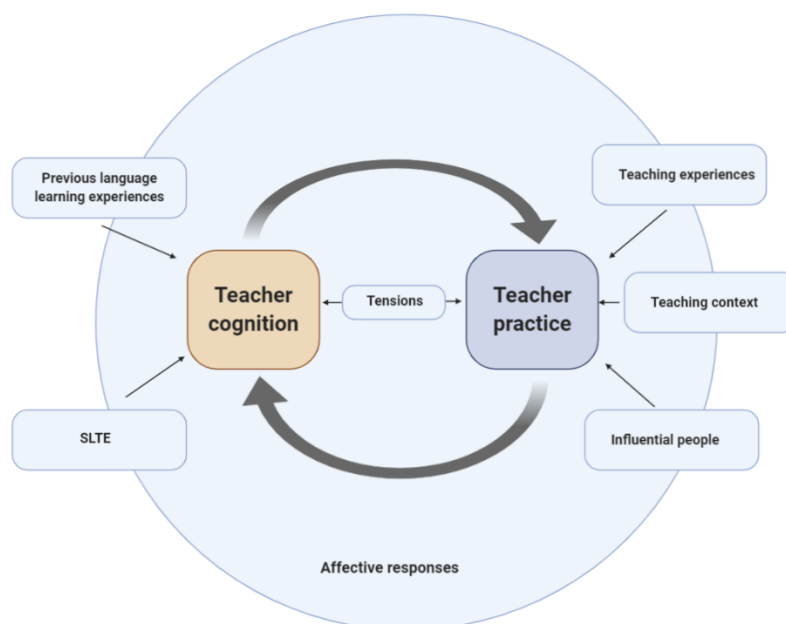 Previous language
learning experiences
Teaching experiences
Teacher
cognition
Tensions
Teacher
practice
Teaching context
SLTE
Influential people
Affective responses